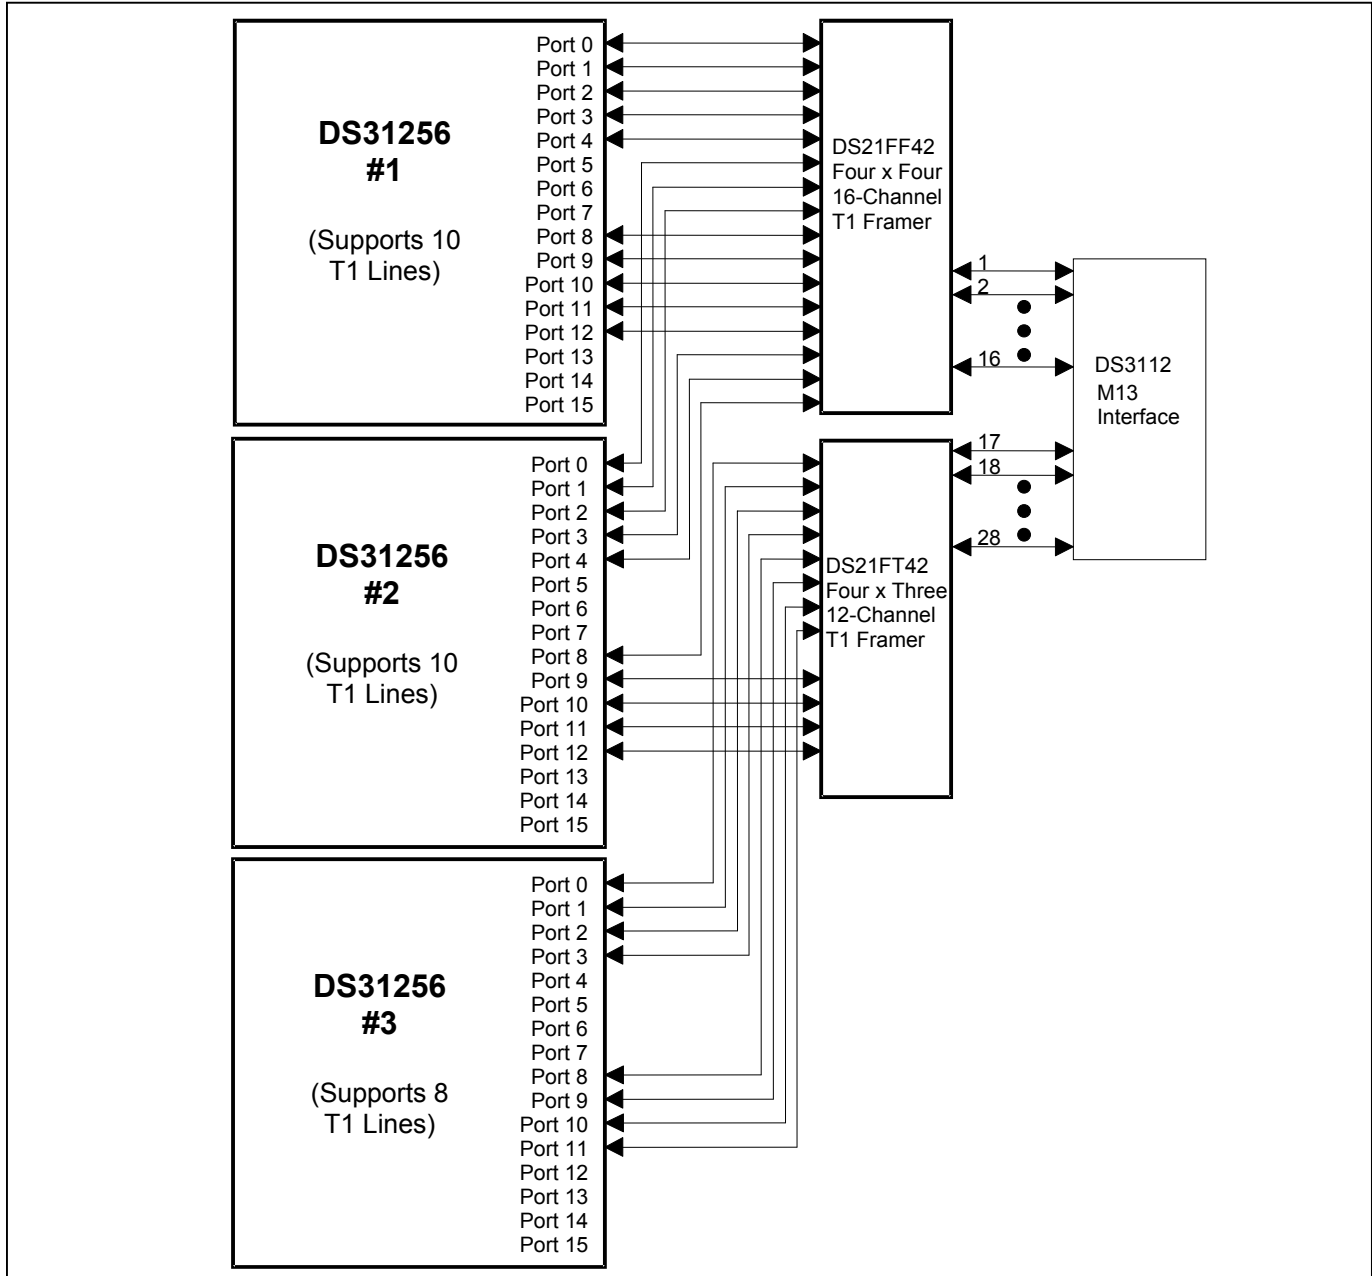 DS31256
#1
(Supports 10
T1 Lines)
Port 0
Port 1
Port 2
Port 3
Port 4
Port 5
Port 6
Port 7
Port 8
Port 9
Port 10
Port 11
Port 12
Port 13
Port 14
Port 15
DS21FF42
Four x Four
16-Channel
T1 Framer
1
2
16
DS3112
M13
Interface
17
18
28
DS31256
#2
(Supports 10
T1 Lines)
Port 0
Port 1
Port 2
Port 3
Port 4
Port 5
Port 6
Port 7
Port 8
Port 9
Port 10
Port 11
Port 12
Port 13
Port 14
Port 15
DS21FT42
Four x Three
12-Channel
T1 Framer
DS31256
#3
(Supports 8
T1 Lines)
Port 0
Port 1
Port 2
Port 3
Port 4
Port 5
Port 6
Port 7
Port 8
Port 9
Port 10
Port 11
Port 12
Port 13
Port 14
Port 15